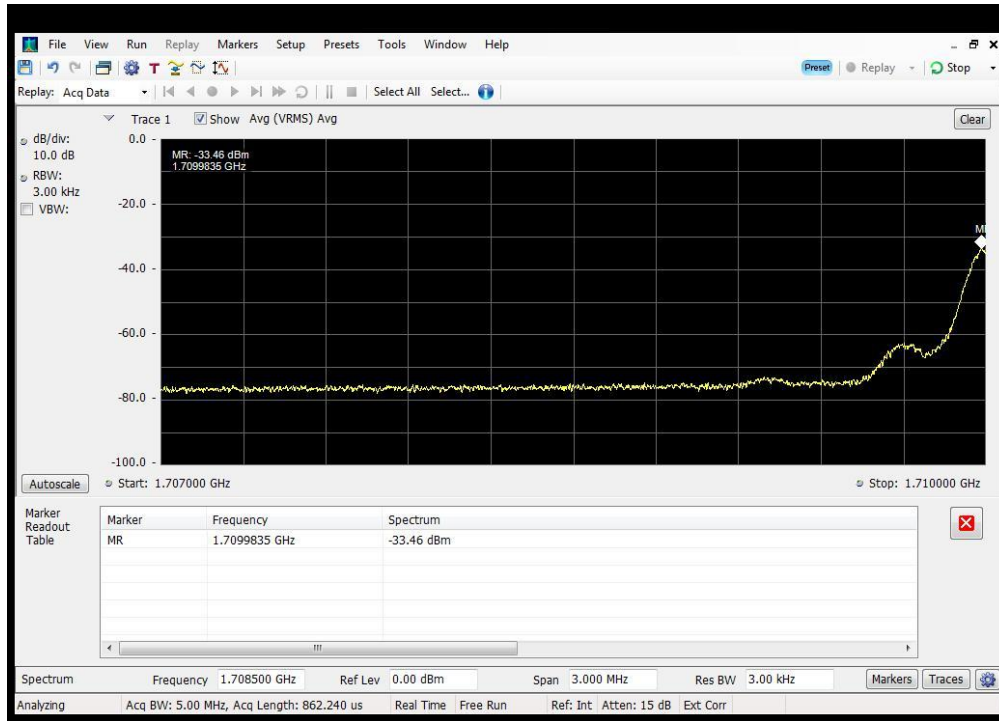 File View Run Replay Markers Setup Presets Tools Window Help
T Preset Replay Stop
Replay: Acq Data Select All Select...
Trace 1 Show Avg (VRMS) Avg Clear
dB/div:
10.0 dB
RBW:
3.00 kHz
VBW:
0.0
-20.0
-40.0
-60.0
-80.0
-100.0
MR: -33.46 dBm
1.7099835 GHz
Autoscale Start: 1.707000 GHz Stop: 1.710000 GHz
Marker
Readout
Table
Marker Frequency Spectrum
MR 1.7099835 GHz -33.46 dBm
Spectrum Frequency 1.708500 GHz Ref Lev 0.00 dBm Span 3.000 MHz Res BW 3.00 kHz Markers Traces
Analyzing Acq BW: 5.00 MHz, Acq Length: 862.240 us Real Time Free Run Ref: Int Atten: 15 dB Ext Corr